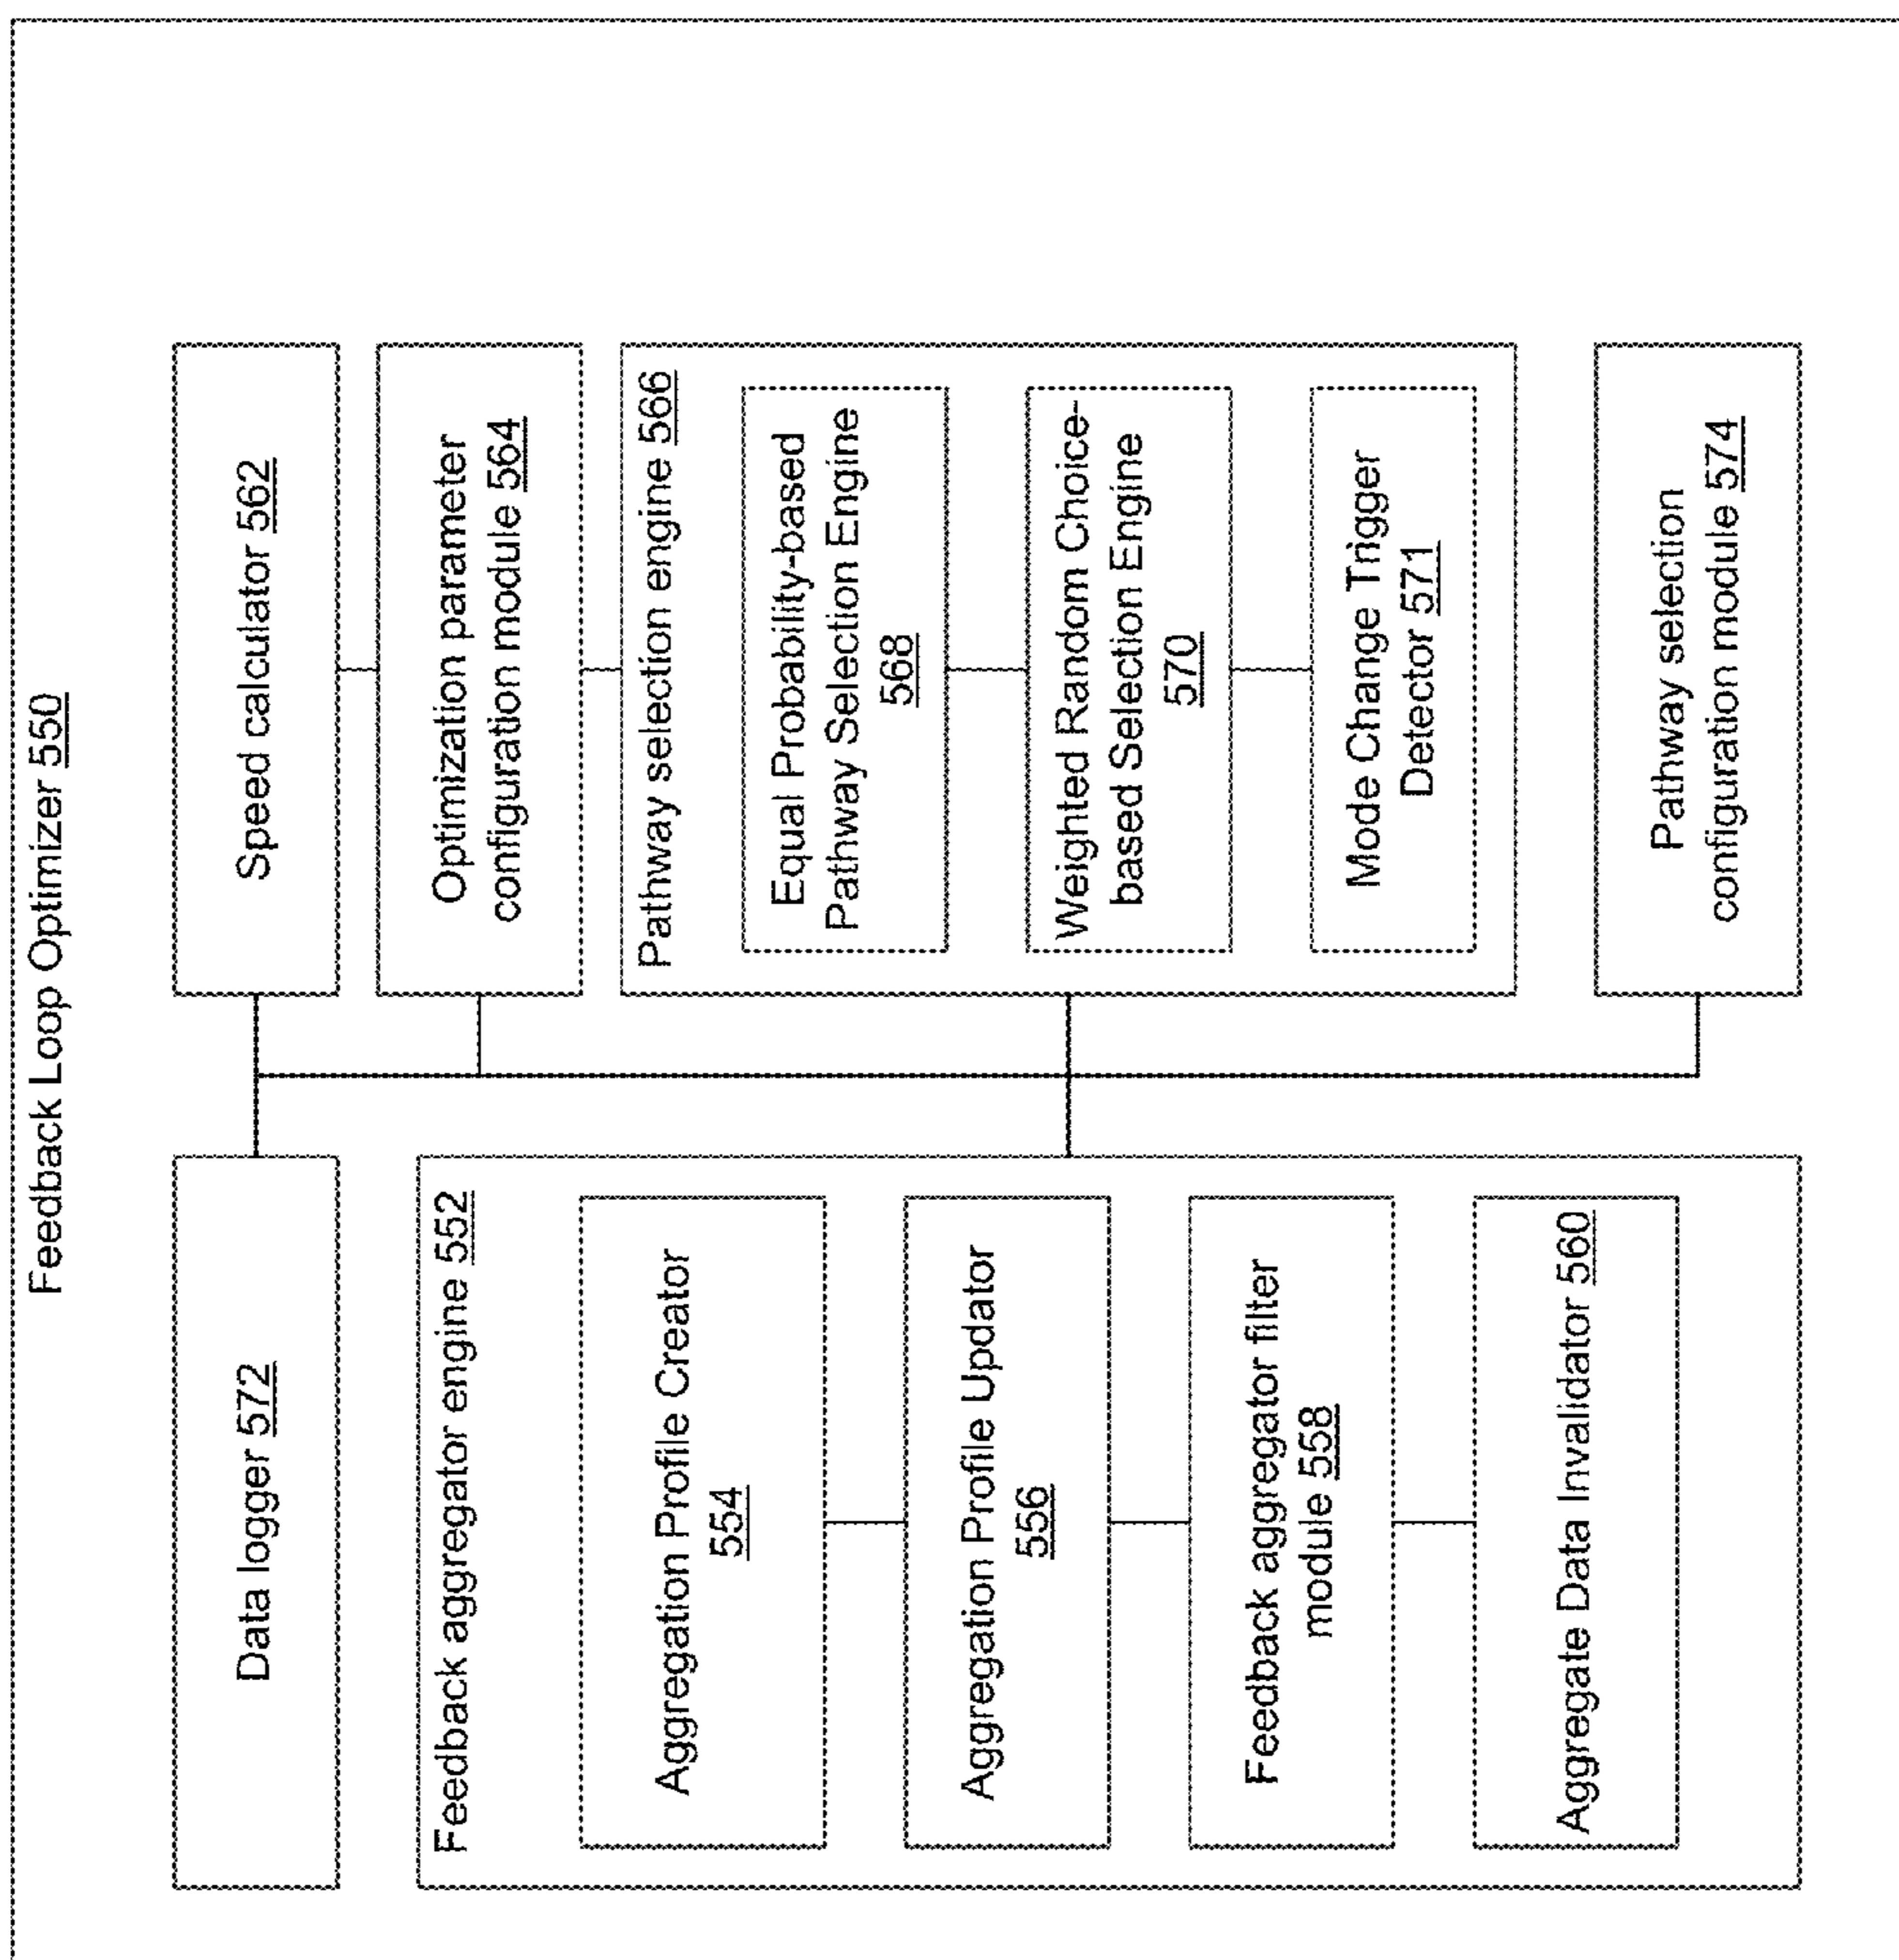 Feedback Loop Optimizer 550
Data logger 572
Feedback aggregator engine 552
Aggregation Profile Creator
554
Aggregation Profile Updator
556
Feedback aggregator filter
module 558
Aggregate Data Invalidator 560
Speed calculator 562
Optimization parameter
configuration module 564
Pathway selection engine 566
Equal Probability-based
Pathway Selection Engine
568
Weighted Random Choice-
based Selection Engine
570
Mode Change Trigger
Detector 571
Pathway selection
configuration module 574